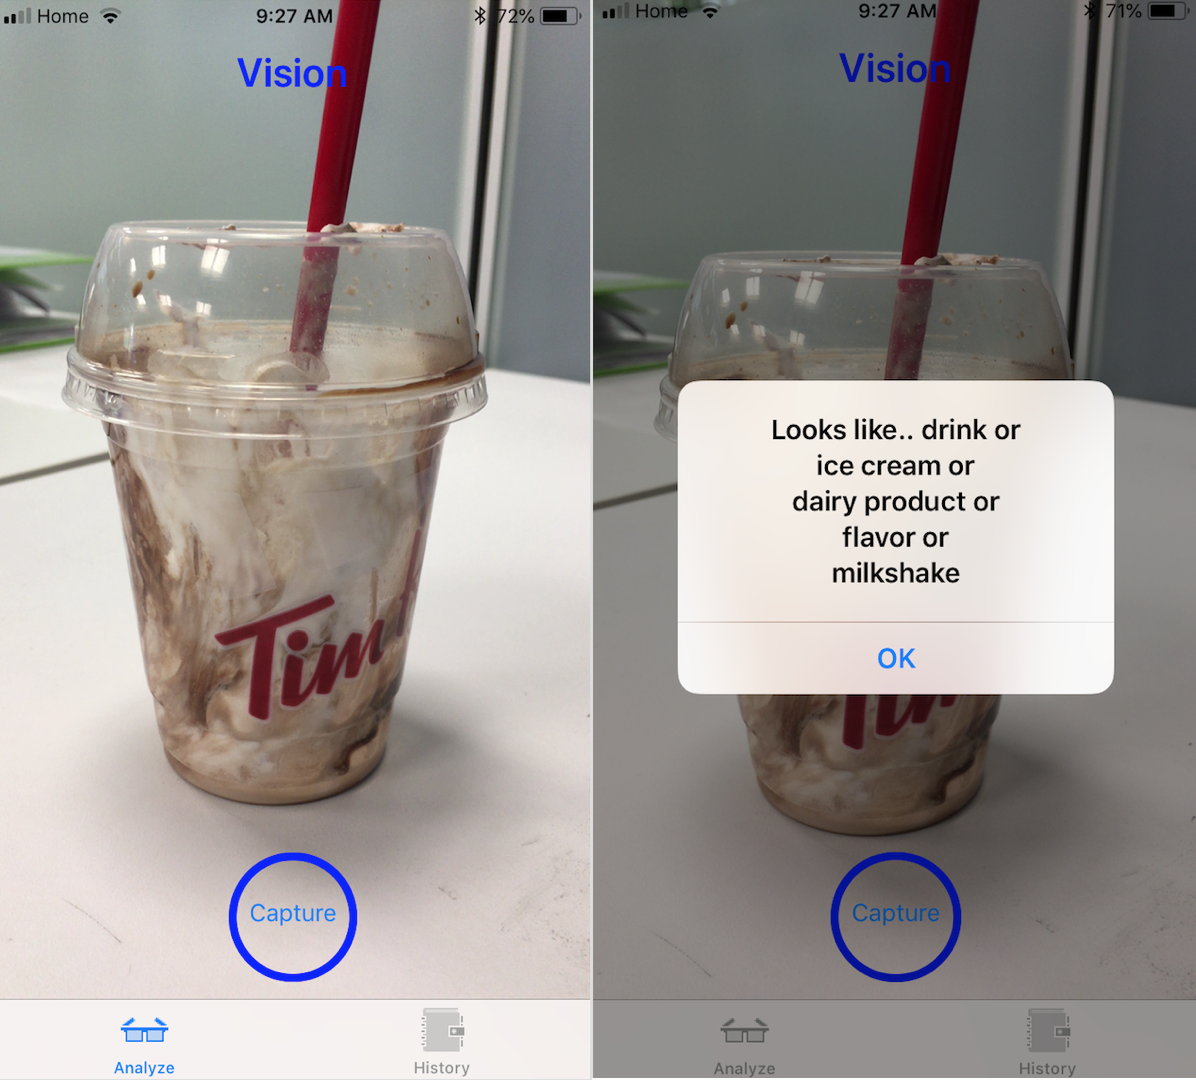 Home 9:27 AM 72%
Vision
Tim
Capture
Analyze History
Home 9:27 AM 71%
Vision
Looks like.. drink or
ice cream or
dairy product or
flavor or
milkshake
OK
Tim
Capture
Analyze History